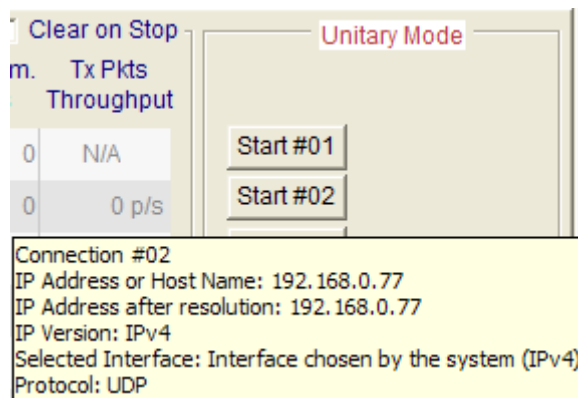 Clear on Stop
Unitary Mode
m. Tx Pkts
Throughput
0 N/A Start #01
0 0 p/s Start #02
Connection #02
IP Address or Host Name: 192.168.0.77
IP Address after resolution: 192.168.0.77
IP Version: IPv4
Selected Interface: Interface chosen by the system (IPv4)
Protocol: UDP